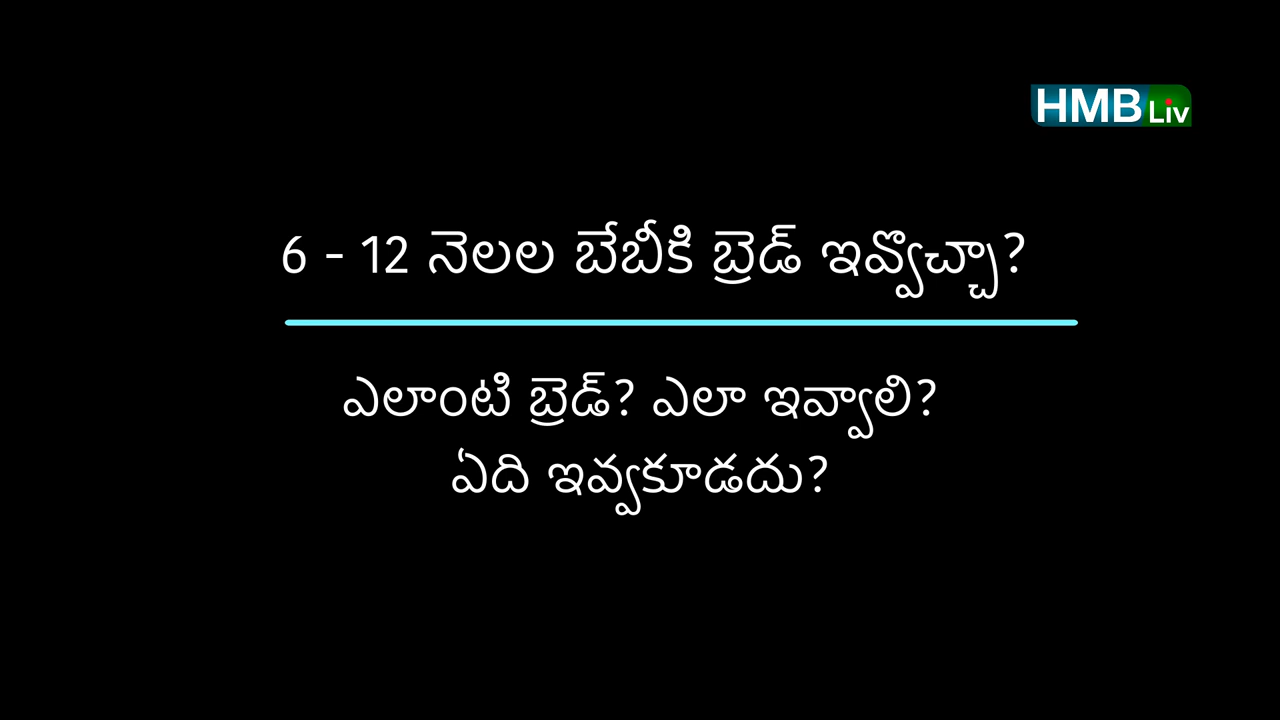 HMB Liv
6 - 12 నెలల బేబీకి బ్రెడ్ ఇవ్వొచ్చా?
ఎలాంటి బ్రెడ్? ఎలా ఇవ్వాలి?
ఏది ఇవ్వకూడదు?